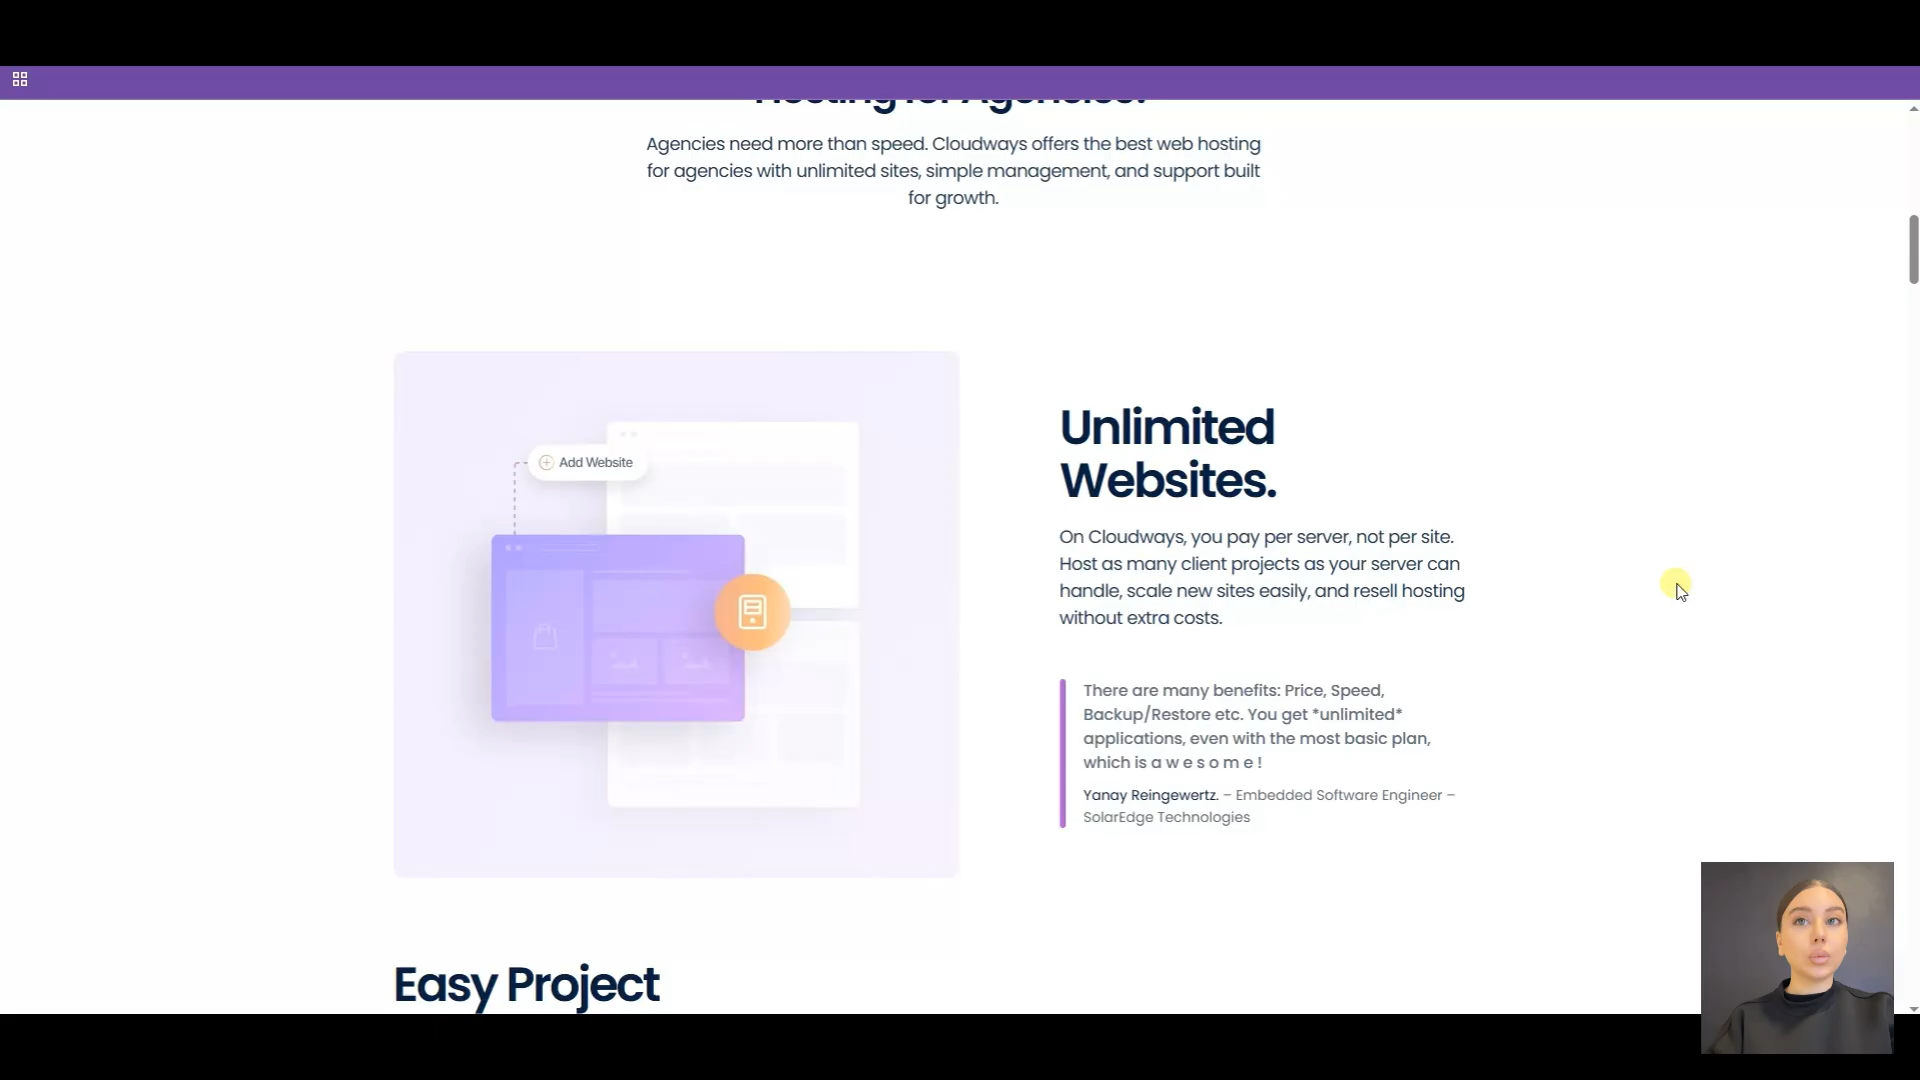 Hosting for Agencies.
Agencies need more than speed. Cloudways offers the best web hosting
for agencies with unlimited sites, simple management, and support built
for growth.
Add Website
Unlimited
Websites.
On Cloudways, you pay per server, not per site.
Host as many client projects as your server can
handle, scale new sites easily, and resell hosting
without extra costs.
There are many benefits: Price, Speed,
Backup/Restore etc. You get *unlimited*
applications, even with the most basic plan,
which is a w e s o m e !
Yanay Reingewertz. – Embedded Software Engineer –
SolarEdge Technologies
Easy Project